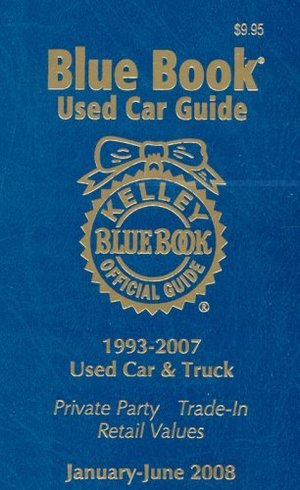 $9.95
Blue Book®
Used Car Guide
KELLEY
BLUE BOOK
OFFICIAL GUIDE
®
1993-2007
Used Car & Truck
Private Party Trade-In
Retail Values
January-June 2008